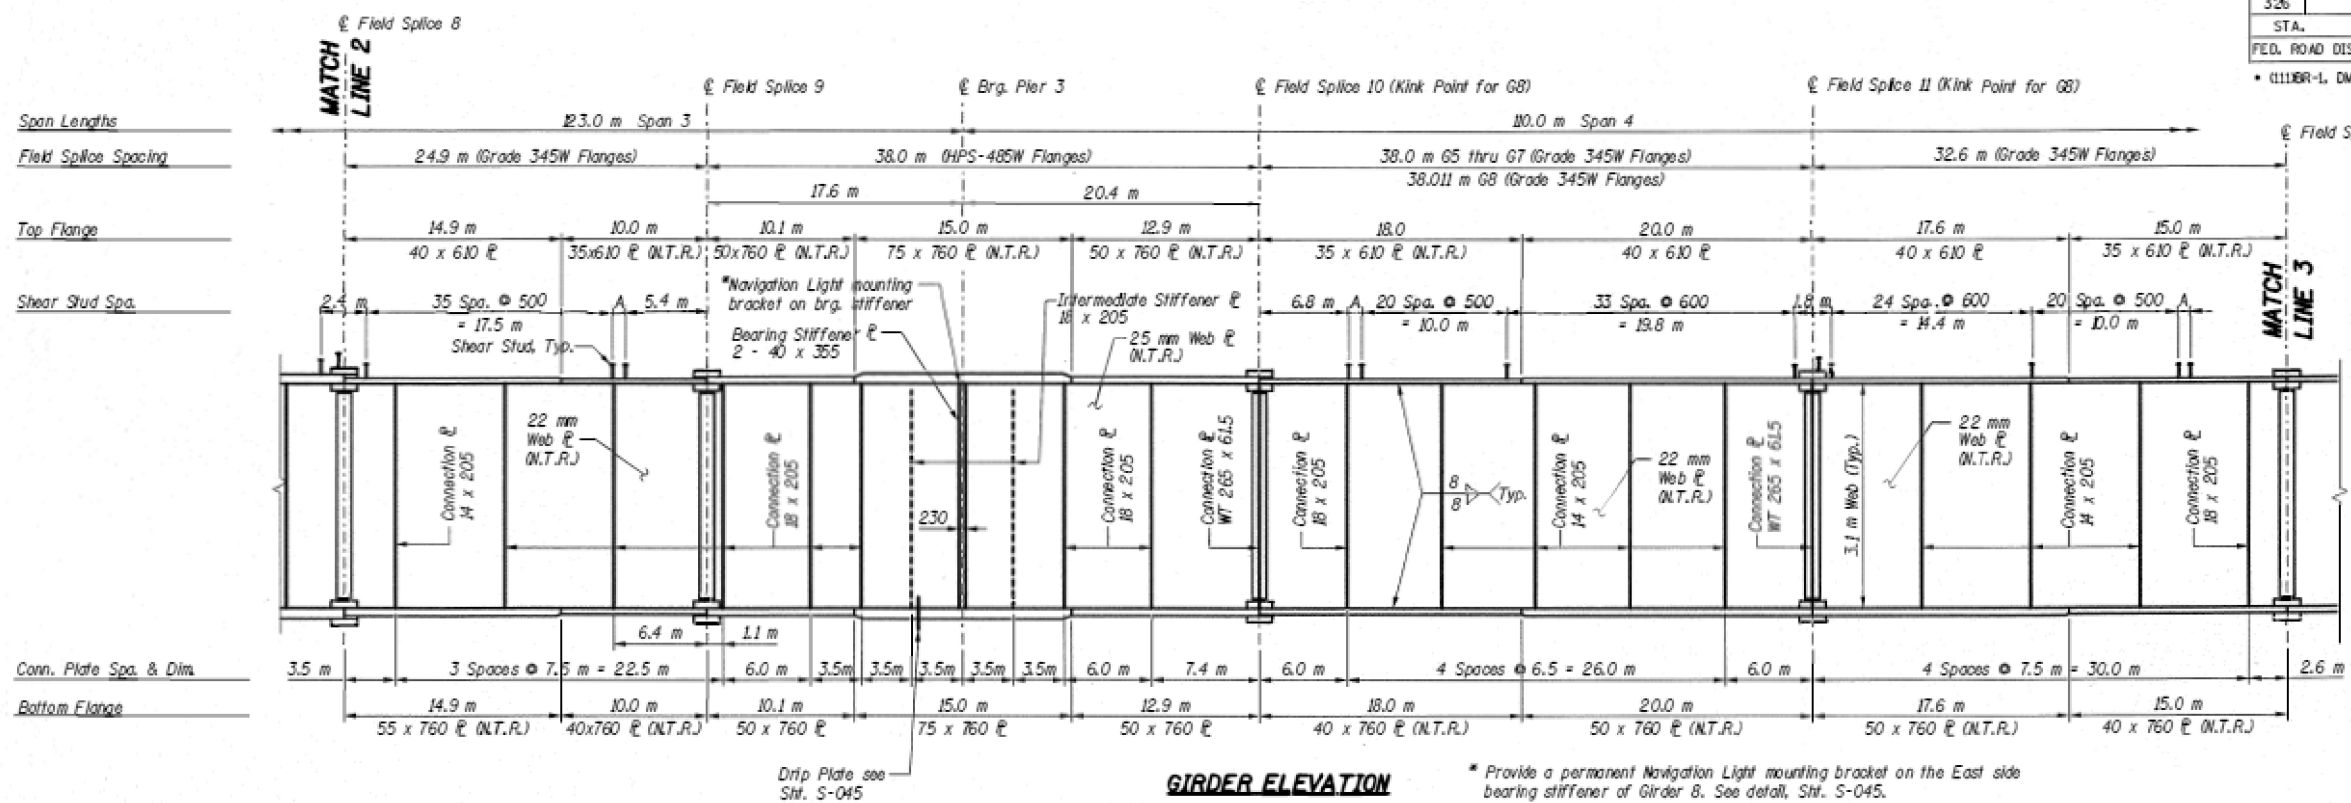 326
STA.
FED. ROAD DIS
℄ Field Splice 8
MATCH
LINE 2
℄ Field Splice 9
℄ Brg. Pier 3
℄ Field Splice 10 (Kink Point for G8)
℄ Field Splice 11 (Kink Point for G8)
℄ Field S
Span Lengths
123.0 m Span 3
110.0 m Span 4
Field Splice Spacing
24.9 m (Grade 345W Flanges)
38.0 m (HPS-485W Flanges)
38.0 m G5 thru G7 (Grade 345W Flanges)
38.011 m G8 (Grade 345W Flanges)
32.6 m (Grade 345W Flanges)
17.6 m
20.4 m
Top Flange
14.9 m
10.0 m
10.1 m
15.0 m
12.9 m
18.0
20.0 m
17.6 m
15.0 m
40 x 610 ℄
35x610 ℄ (N.T.R.)
50x760 ℄ (N.T.R.)
75 x 760 ℄ (N.T.R.)
50 x 760 ℄ (N.T.R.)
35 x 610 ℄ (N.T.R.)
40 x 610 ℄
40 x 610 ℄
35 x 610 ℄ (N.T.R.)
MATCH
LINE 3
Shear Stud Spa.
2.4 m
35 Spa. @ 500
= 17.5 m
A
5.4 m
Shear Stud, Typ.
*Navigation Light mounting
bracket on brg. stiffener
Bearing Stiffener ℄
2 - 40 x 355
Intermediate Stiffener ℄
18 x 205
25 mm Web ℄
(N.T.R.)
6.8 m
A
20 Spa. @ 500
= 10.0 m
33 Spa. @ 600
= 19.8 m
1.8 m
24 Spa. @ 600
= 14.4 m
20 Spa. @ 500
= 10.0 m
A
Connection ℄
14 x 205
22 mm
Web ℄
(N.T.R.)
Connection ℄
18 x 205
230
Connection ℄
18 x 205
Connection ℄
WT 265 x 61.5
Connection ℄
18 x 205
8
8
Typ.
Connection ℄
14 x 205
22 mm
Web ℄
(N.T.R.)
Connection ℄
WT 265 x 61.5
3.1 m Web (Typ.)
22 mm
Web ℄
(N.T.R.)
Connection ℄
14 x 205
Connection ℄
18 x 205
6.4 m
1.1 m
Conn. Plate Spa. & Dim.
3.5 m
3 Spaces @ 7.5 m = 22.5 m
6.0 m
3.5m
3.5m
3.5m
3.5m
3.5m
6.0 m
7.4 m
6.0 m
4 Spaces @ 6.5 = 26.0 m
6.0 m
4 Spaces @ 7.5 m = 30.0 m
2.6 m
Bottom Flange
14.9 m
10.0 m
10.1 m
15.0 m
12.9 m
18.0 m
20.0 m
17.6 m
15.0 m
55 x 760 ℄ (N.T.R.)
40x760 ℄ (N.T.R.)
50 x 760 ℄
75 x 760 ℄
50 x 760 ℄
40 x 760 ℄ (N.T.R.)
50 x 760 ℄ (N.T.R.)
50 x 760 ℄ (N.T.R.)
40 x 760 ℄ (N.T.R.)
Drip Plate see
Sht. S-045
GIRDER ELEVATION
* Provide a permanent Navigation Light mounting bracket on the East side
bearing stiffener of Girder 8. See detail, Sht. S-045.